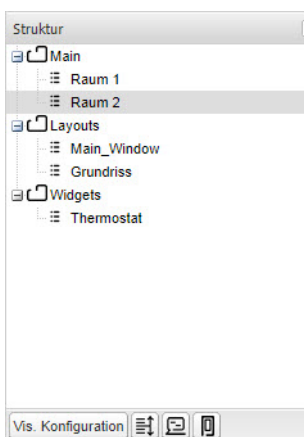 Struktur
Main
Raum 1
Raum 2
Layouts
Main_Window
Grundriss
Widgets
Thermostat
Vis. Konfiguration